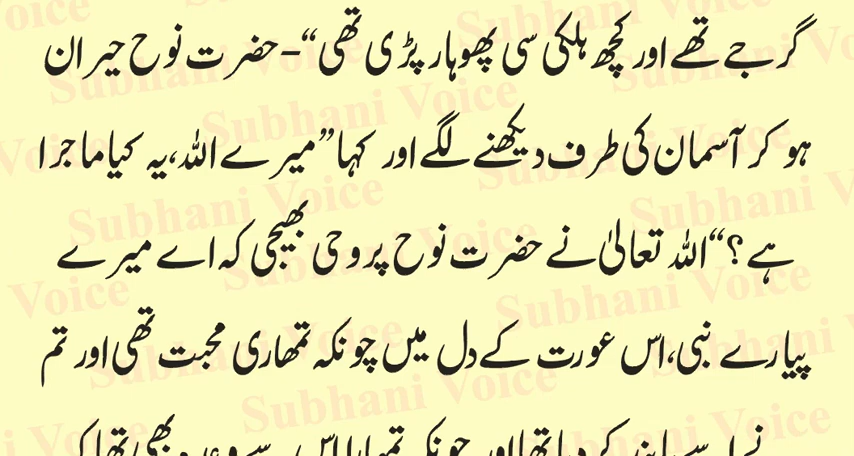 گرجے تھے اور کچھ ہلکی سی پھوہار پڑی تھی“- حضرت نوح حیران
ہو کر آسمان کی طرف دیکھنے لگے اور کہا ”میرے اللہ، یہ کیا ماجرا
ہے؟“ اللہ تعالیٰ نے حضرت نوح پر وحی بھیجی کہ اے میرے
پیارے نبی، اس عورت کے دل میں چونکہ تمھاری محبت تھی اور تم